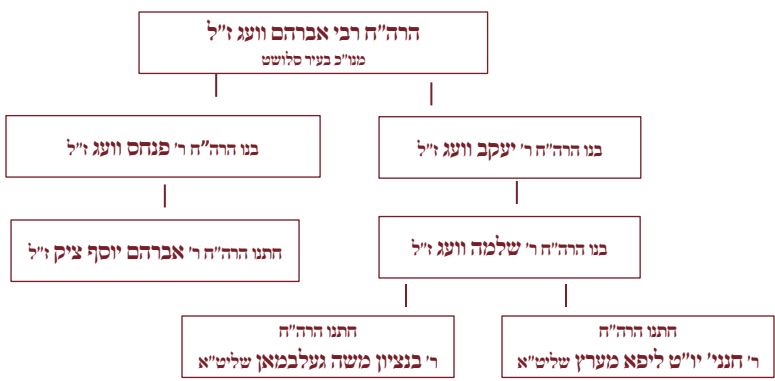 הרה"ח רבי אברהם וועג ז"ל
מנו"כ בעיר סלושט
בנו הרה"ח ר' יעקב וועג ז"ל
בנו הרה"ח ר' פנחס וועג ז"ל
בנו הרה"ח ר' שלמה וועג ז"ל
חתנו הרה"ח ר' אברהם יוסף ציק ז"ל
חתנו הרה"ח
ר' חנני' יו"ט ליפא מערץ שליט"א
חתנו הרה"ח
ר' בנציון משה געלבמאן שליט"א